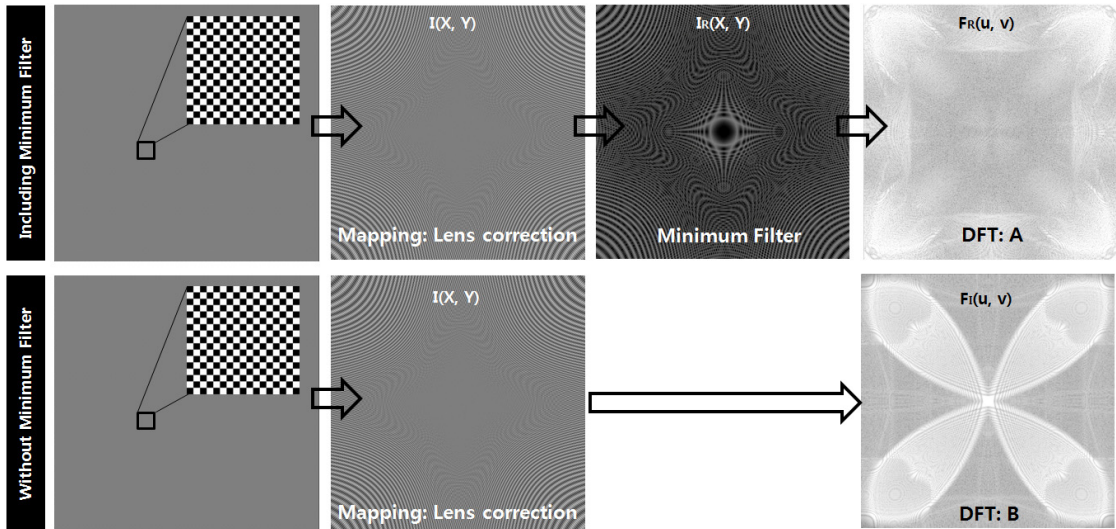 Including Minimum Filter
I(X, Y)
Mapping: Lens correction
IR(X, Y)
Minimum Filter
FR(u, v)
DFT: A
Without Minimum Filter
I(X, Y)
Mapping: Lens correction
FI(u, v)
DFT: B